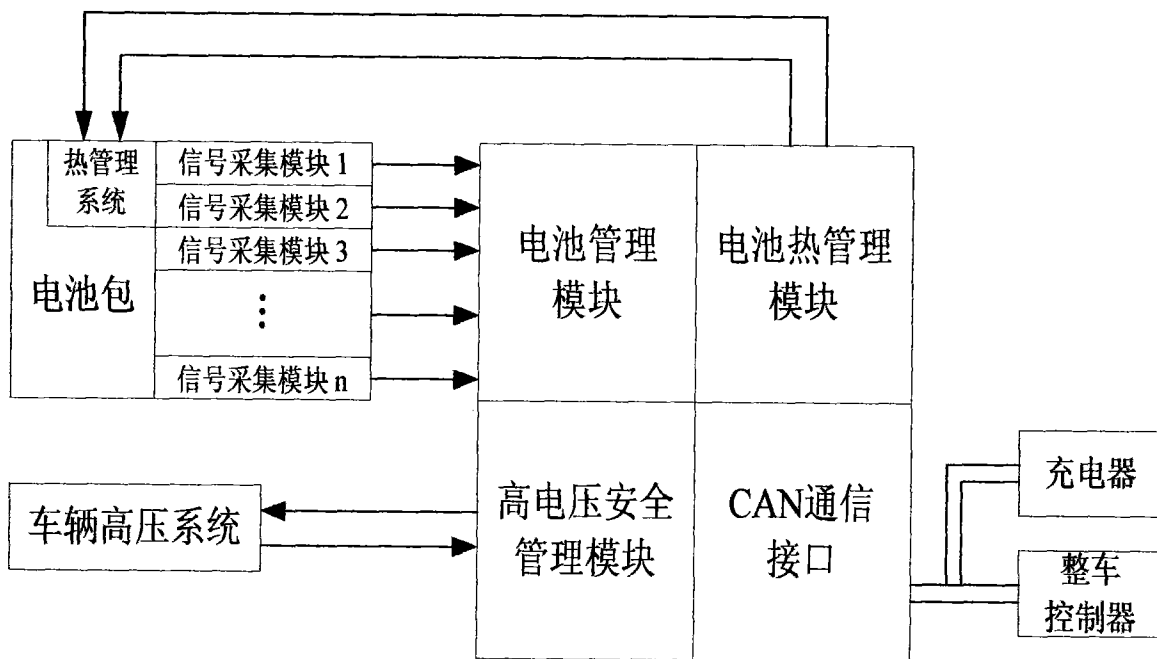 热管理
系统
信号采集模块1
信号采集模块2
信号采集模块3
信号采集模块n
电池包
电池管理
模块
电池热管理
模块
车辆高压系统
高电压安全
管理模块
CAN通信
接口
充电器
整车
控制器